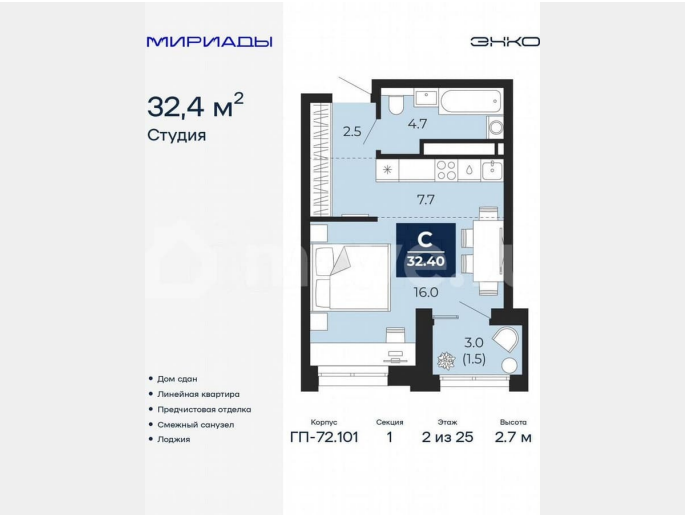 МИРИАДЫ
ЭНКО
32,4 м²
Студия
2.5
4.7
7.7
С
32.40
16.0
3.0
(1.5)
• Дом сдан
• Линейная квартира
• Предчистовая отделка
• Смежный санузел
• Лоджия
Корпус Секция Этаж Высота
ГП-72.101 1 2 из 25 2.7 м